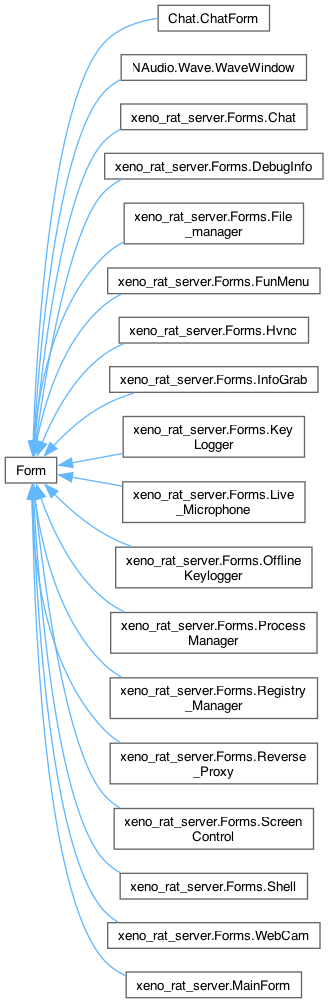 Chat.ChatForm
NAudio.Wave.WaveWindow
xeno_rat_server.Forms.Chat
xeno_rat_server.Forms.DebugInfo
xeno_rat_server.Forms.File
_manager
xeno_rat_server.Forms.FunMenu
xeno_rat_server.Forms.Hvnc
xeno_rat_server.Forms.InfoGrab
xeno_rat_server.Forms.Key
Logger
Form
xeno_rat_server.Forms.Live
_Microphone
xeno_rat_server.Forms.Offline
Keylogger
xeno_rat_server.Forms.Process
Manager
xeno_rat_server.Forms.Registry
_Manager
xeno_rat_server.Forms.Reverse
_Proxy
xeno_rat_server.Forms.Screen
Control
xeno_rat_server.Forms.Shell
xeno_rat_server.Forms.WebCam
xeno_rat_server.MainForm